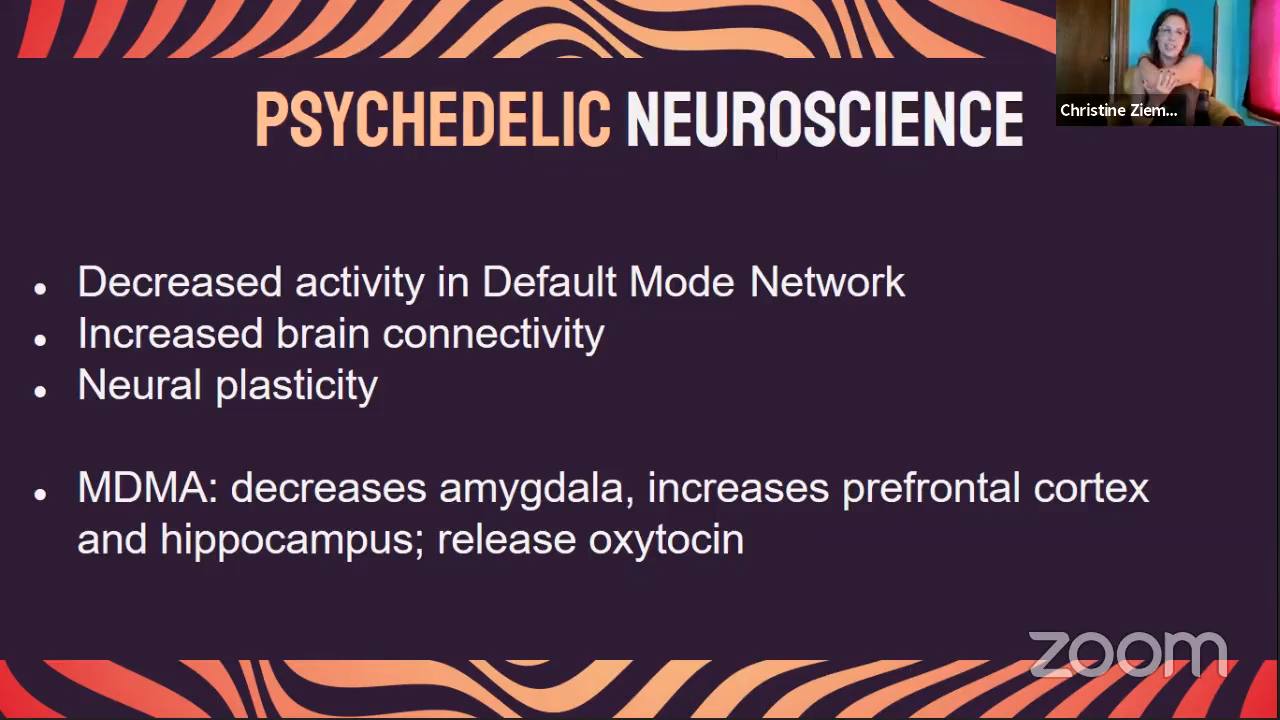 PSYCHEDELIC NEUROSCIENCE
Christine Ziem...
• Decreased activity in Default Mode Network
• Increased brain connectivity
• Neural plasticity
• MDMA: decreases amygdala, increases prefrontal cortex
and hippocampus; release oxytocin
zoom